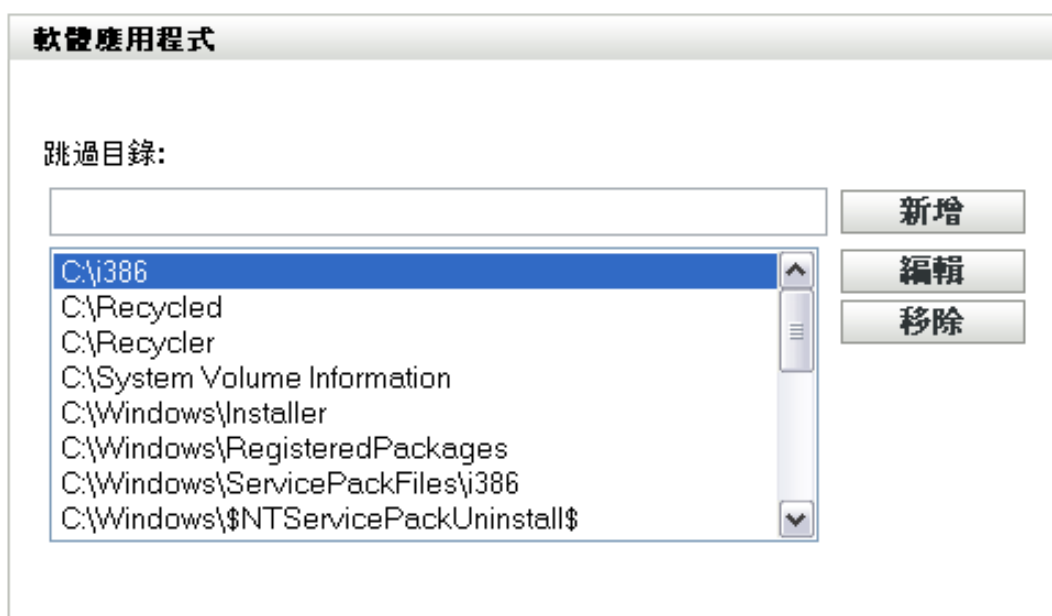 軟體應用程式
跳過目錄:
新增
C:\i386
編輯
C:\Recycled
移除
C:\Recycler
C:\System Volume Information
C:\Windows\Installer
C:\Windows\RegisteredPackages
C:\Windows\ServicePackFiles\i386
C:\Windows\$NTServicePackUninstall$